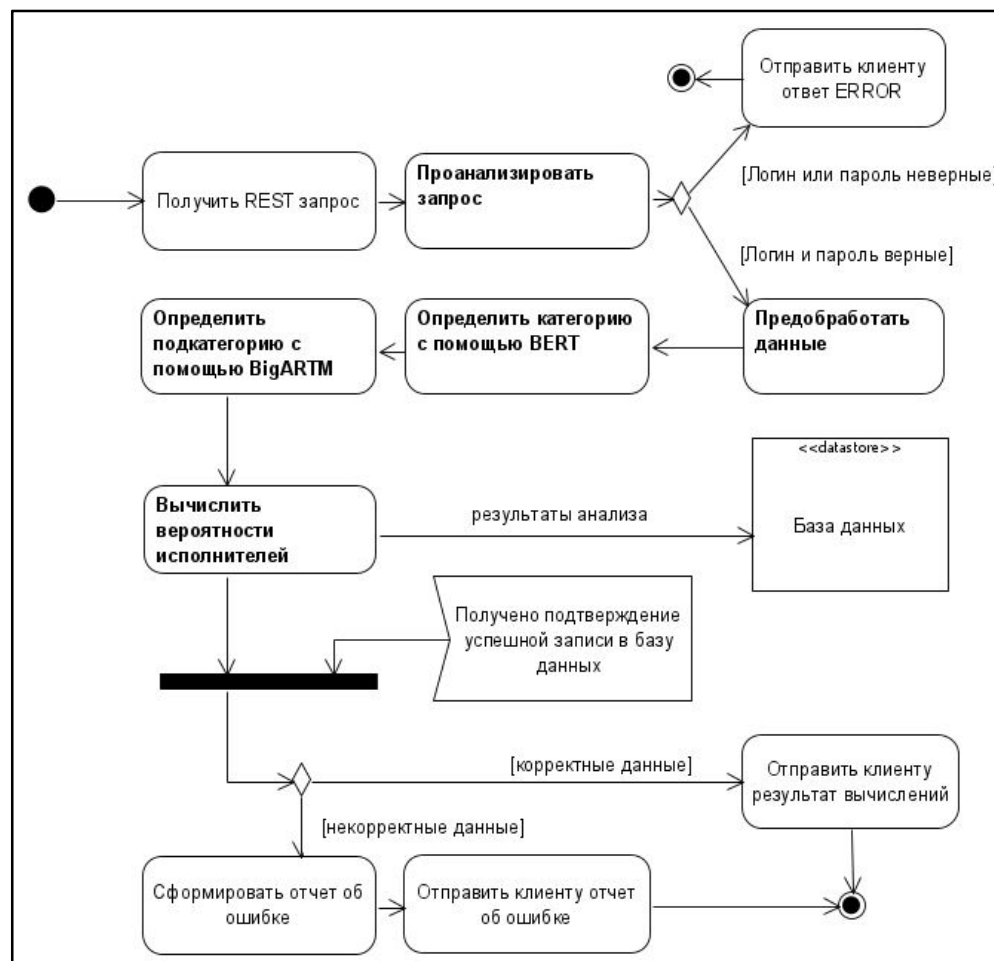 Отправить клиенту
ответ ERROR
Получить REST запрос
Проанализировать
запрос
[Логин или пароль неверные]
[Логин и пароль верные]
Определить
подкатегорию с
помощью BigARTM
Определить категорию
с помощью BERT
Предобработать
данные
Вычислить
вероятности
исполнителей
результаты анализа
<<datastore>>
База данных
Получено подтверждение
успешной записи в базу
данных
[корректные данные]
Отправить клиенту
результат вычислений
[некорректные данные]
Сформировать отчет об
ошибке
Отправить клиенту отчет
об ошибке